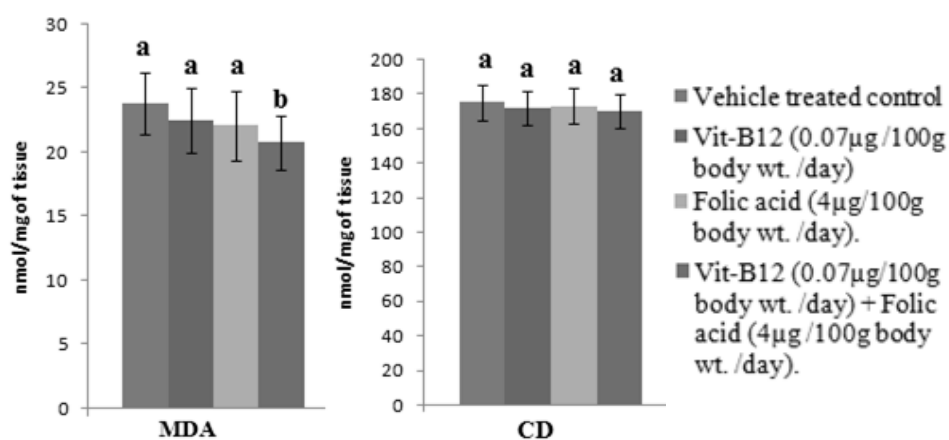 30
25
20
15
10
5
0
nmol/mg of tissue
a
a
a
b
MDA
200
180
160
140
120
100
80
60
40
20
0
nmol/mg of tissue
a
a
a
a
CD
Vehicle treated control
Vit-B12 (0.07µg /100g
body wt. /day)
Folic acid (4µg/100g
body wt. /day).
Vit-B12 (0.07µg/100g
body wt. /day) + Folic
acid (4µg /100g body
wt. /day).